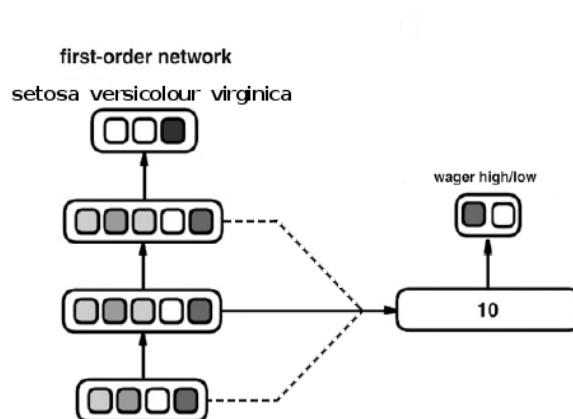 first-order network
setosa versicolour virginica
wager high/low
10